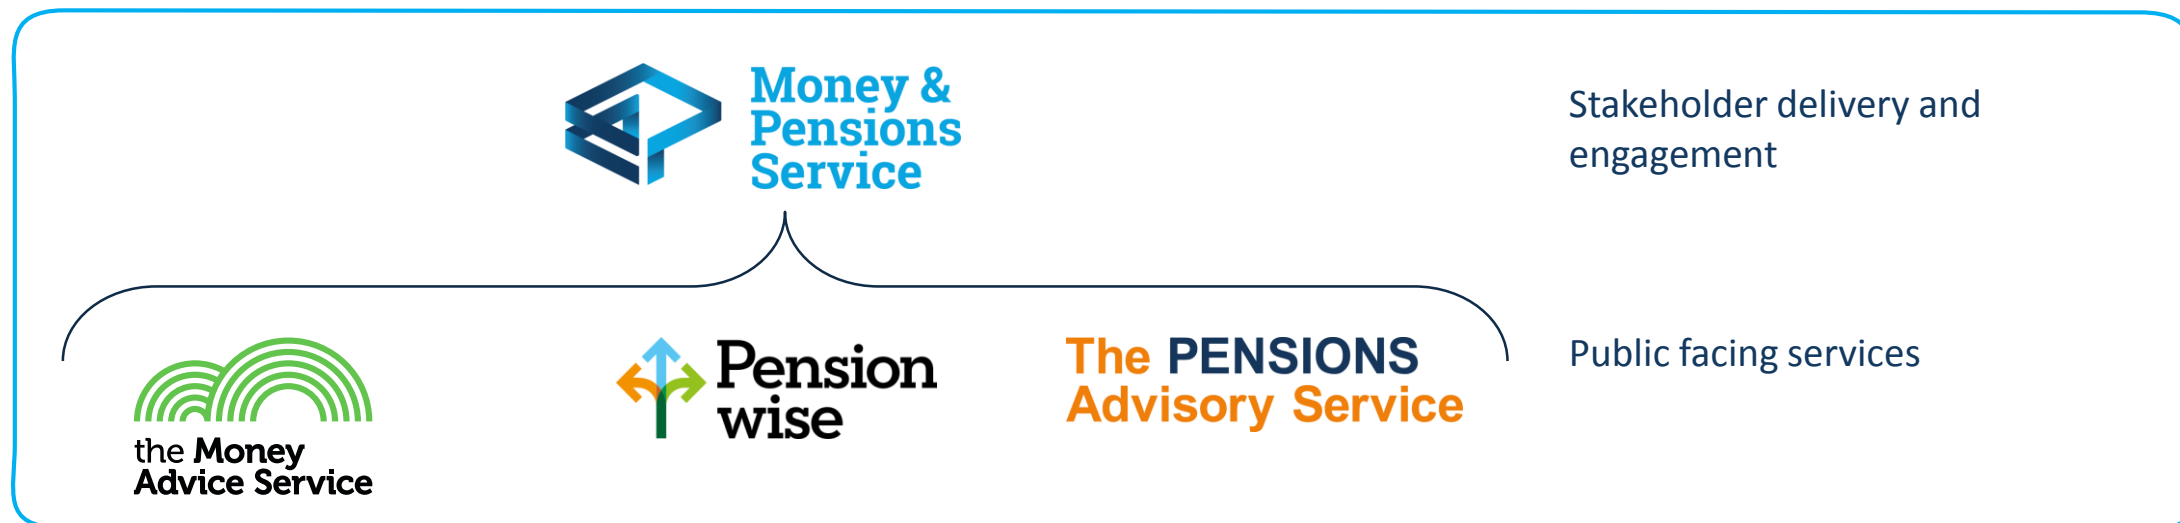 Money &
Pensions
Service
Stakeholder delivery and
engagement
the Money
Advice Service
Pension
wise
The PENSIONS
Advisory Service
Public facing services